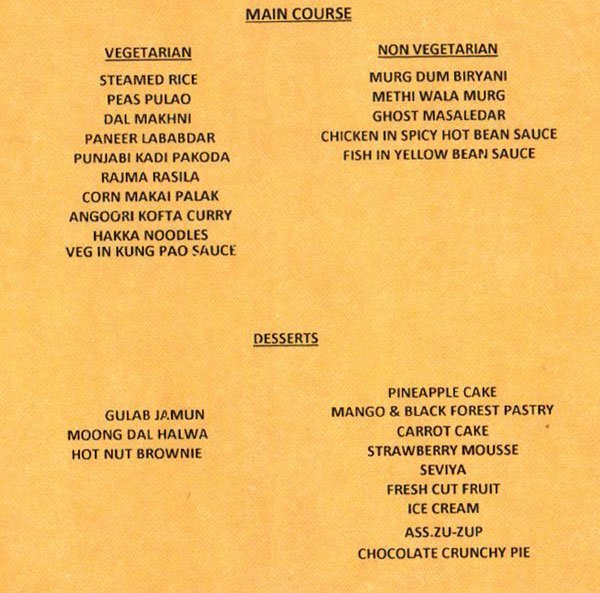 MAIN COURSE
VEGETARIAN
STEAMED RICE
PEAS PULAO
DAL MAKHNI
PANEER LABABDAR
PUNJABI KADI PAKODA
RAJMA RASILA
CORN MAKAI PALAK
ANGOORI KOFTA CURRY
HAKKA NOODLES
VEG IN KUNG PAO SAUCE
NON VEGETARIAN
MURG DUM BIRYANI
METHI WALA MURG
GHOST MASALEDAR
CHICKEN IN SPICY HOT BEAN SAUCE
FISH IN YELLOW BEAN SAUCE
DESSERTS
GULAB JAMUN
MOONG DAL HALWA
HOT NUT BROWNIE
PINEAPPLE CAKE
MANGO & BLACK FOREST PASTRY
CARROT CAKE
STRAWBERRY MOUSSE
SEVIYA
FRESH CUT FRUIT
ICE CREAM
ASS.ZU-ZUP
CHOCOLATE CRUNCHY PIE